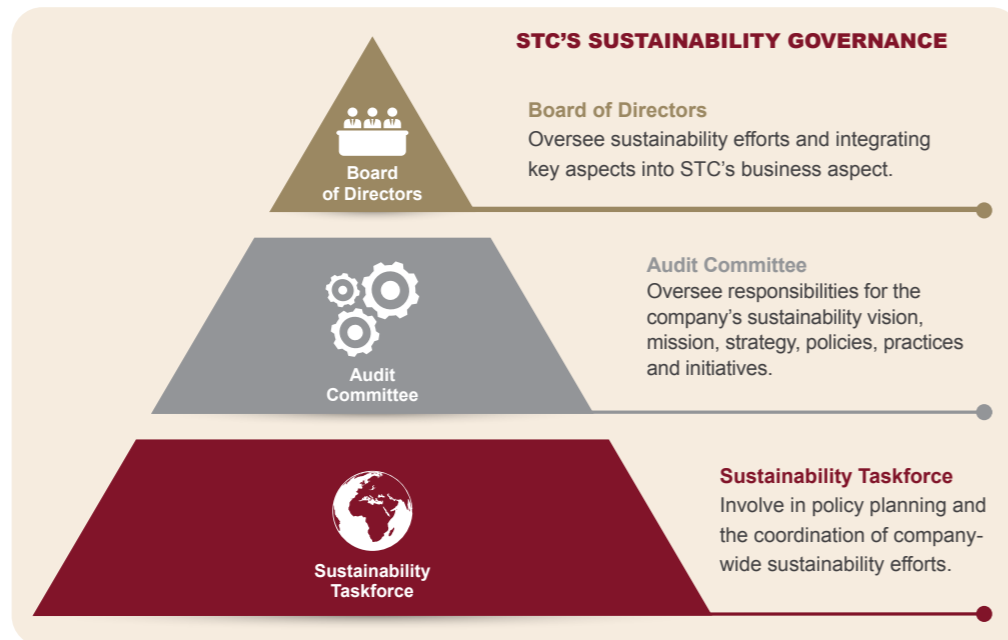 STC'S SUSTAINABILITY GOVERNANCE
Board
of Directors
Board of Directors
Oversee sustainability efforts and integrating
key aspects into STC's business aspect.
Audit
Committee
Audit Committee
Oversee responsibilities for the
company's sustainability vision,
mission, strategy, policies, practices
and initiatives.
Sustainability
Taskforce
Sustainability Taskforce
Involve in policy planning and
the coordination of company-
wide sustainability efforts.